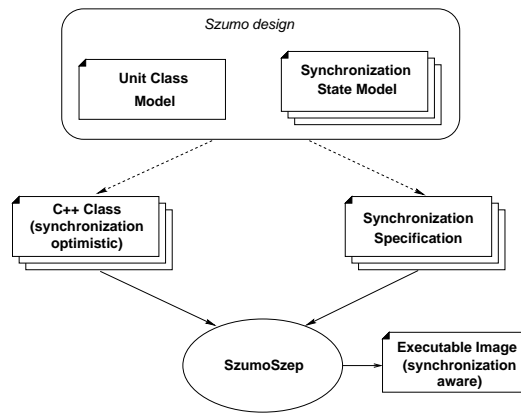 Szumo design
Unit Class
Model
Synchronization
State Model
C++ Class
(synchronization
optimistic)
Synchronization
Specification
SzumoSzep
Executable Image
(synchronization
aware)